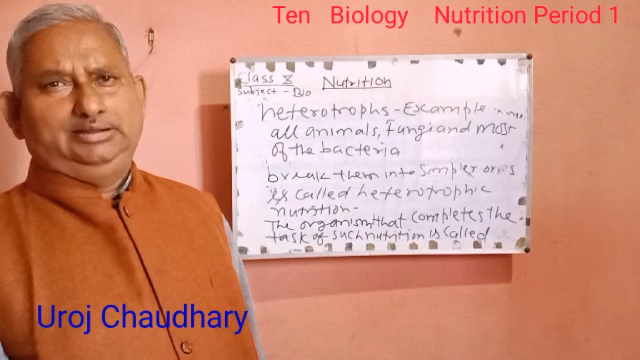 Ten Biology Nutrition Period 1
Class X
Nutrition
Subject - Bio
heterotrophs - Example
all animals, Fungi and most
of the bacteria
break them into simpler ones
is called heterotrophic
nutrition -
The organism that completes the
task of such nutrition is called
Uroj Chaudhary